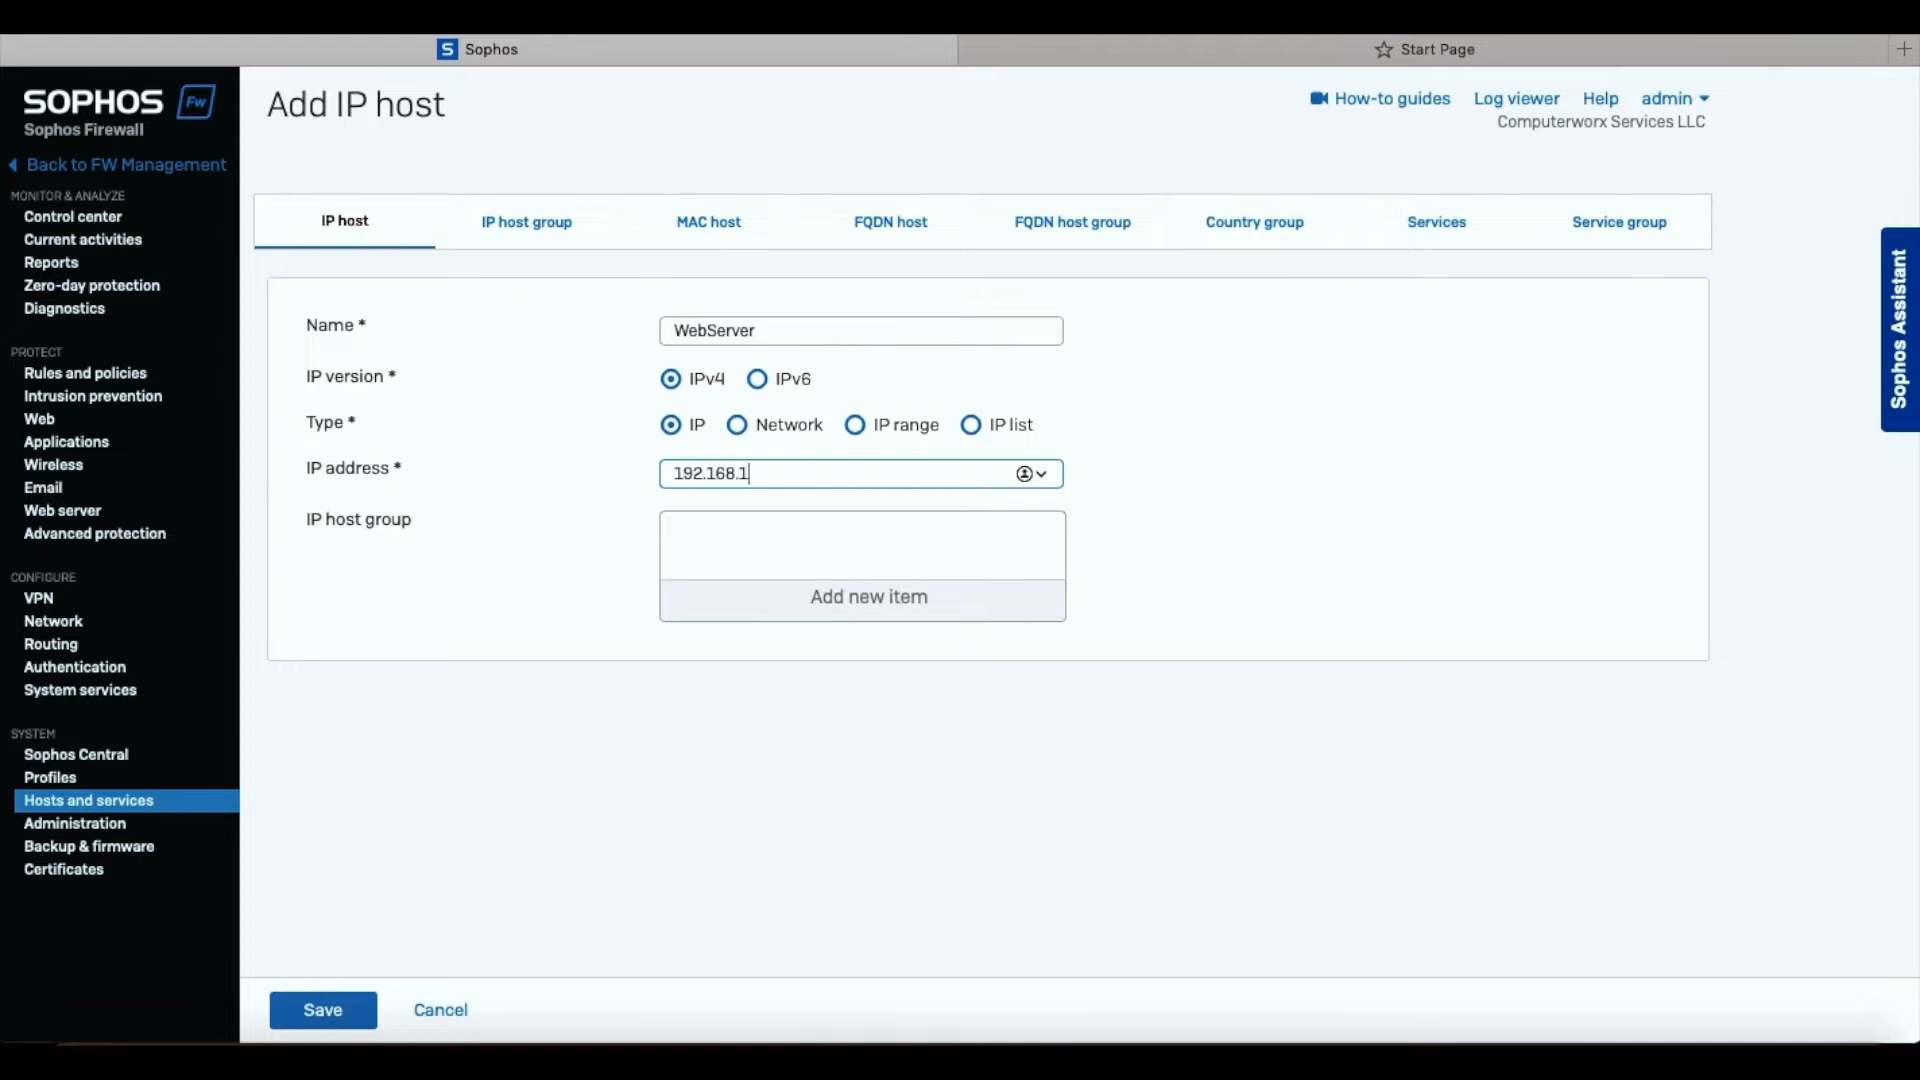 Sophos
Start Page
SOPHOS Fw
Sophos Firewall
Back to FW Management
MONITOR & ANALYZE
Control center
Current activities
Reports
Zero-day protection
Diagnostics
PROTECT
Rules and policies
Intrusion prevention
Web
Applications
Wireless
Email
Web server
Advanced protection
CONFIGURE
VPN
Network
Routing
Authentication
System services
SYSTEM
Sophos Central
Profiles
Hosts and services
Administration
Backup & firmware
Certificates
Add IP host
How-to guides Log viewer Help admin
Computerworx Services LLC
IP host IP host group MAC host FQDN host FQDN host group Country group Services Service group
Name * WebServer
IP version * IPv4 IPv6
Type * IP Network IP range IP list
IP address * 192.168.1
IP host group
Add new item
Save Cancel
Sophos Assistant